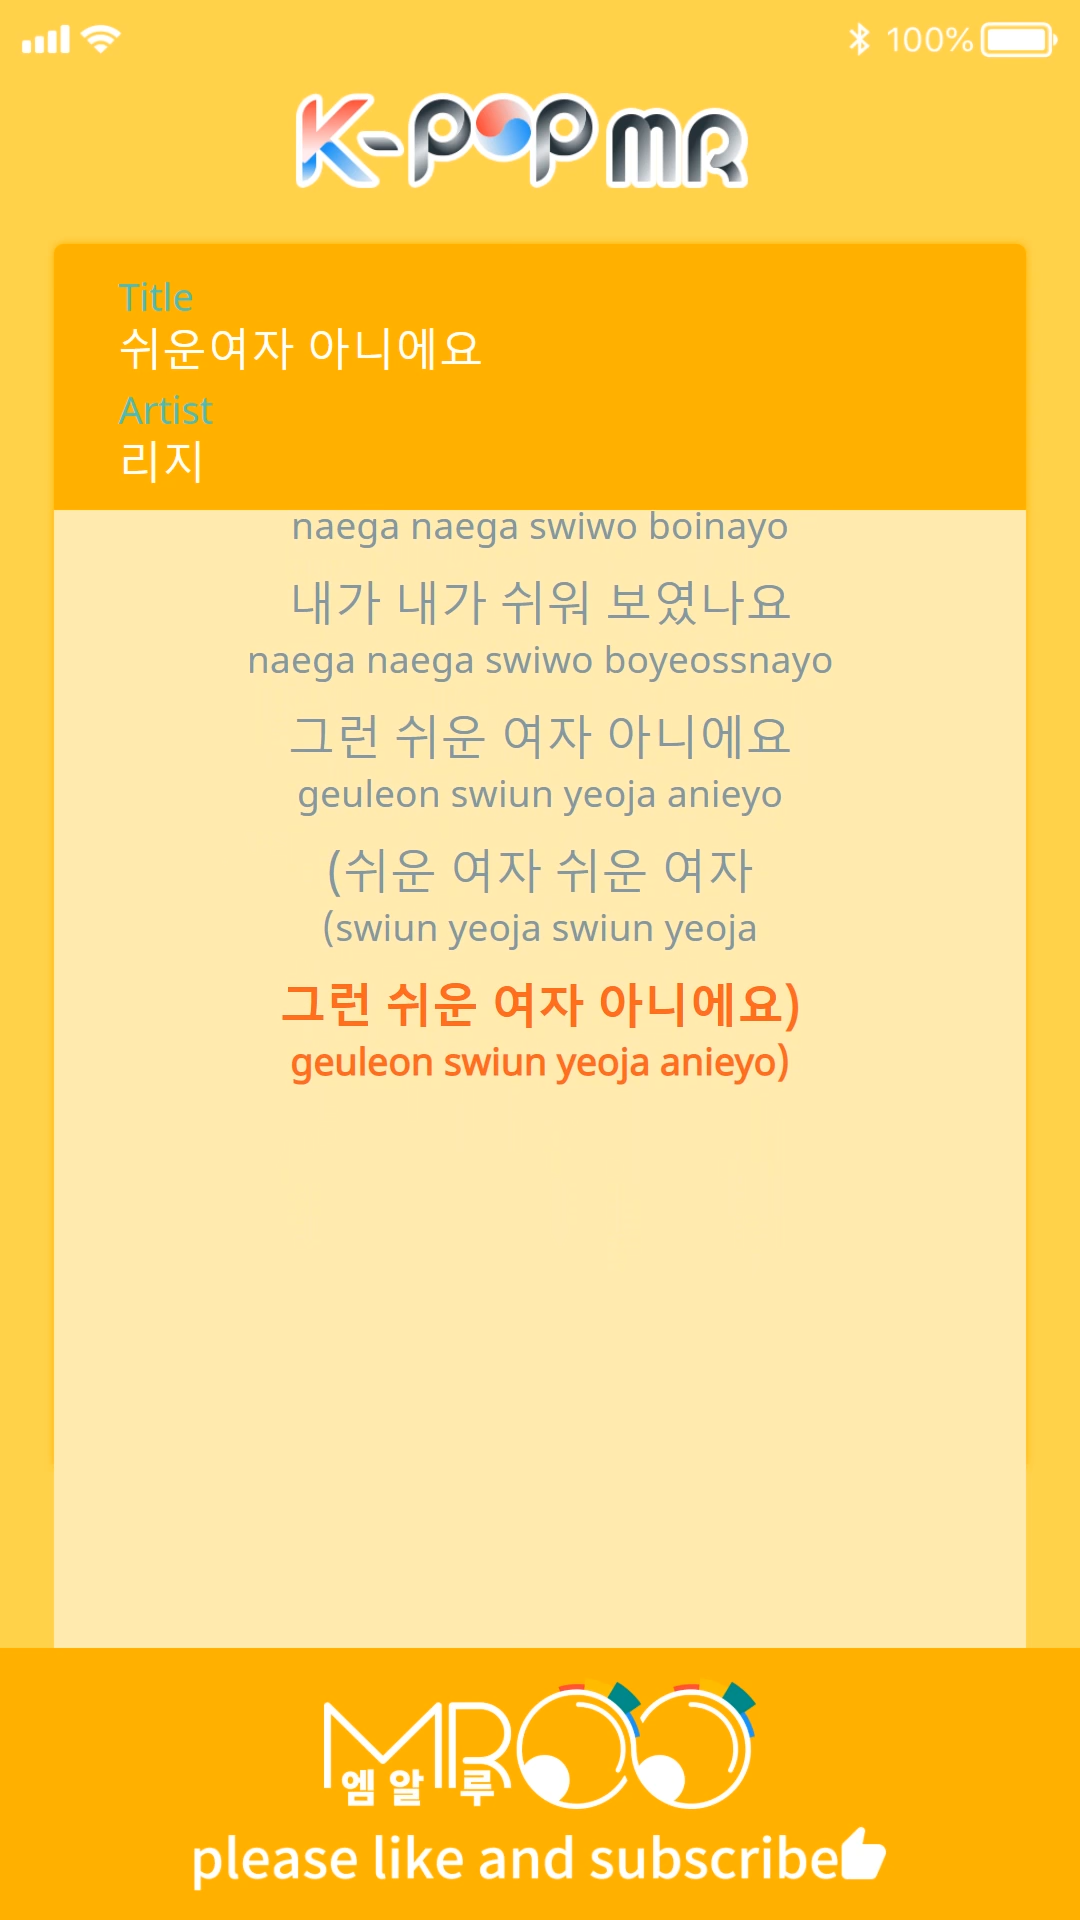 100%
K-POP MR
Title
쉬운여자 아니에요
Artist
리지
naega naega swiwo boinayo
내가 내가 쉬워 보였나요
naega naega swiwo boyeossnayo
그런 쉬운 여자 아니에요
geuleon swiun yeoja anieyo
(쉬운 여자 쉬운 여자
(swiun yeoja swiun yeoja
그런 쉬운 여자 아니에요)
geuleon swiun yeoja anieyo)
MROO
엠알루
please like and subscribe